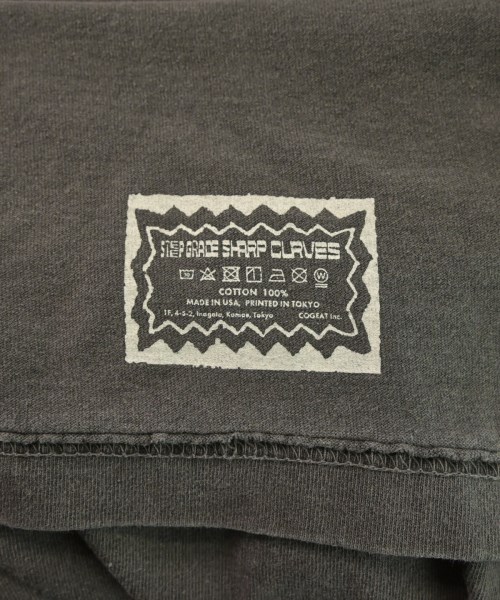 STEEP GRADE SHARP CURVES
COTTON 100%
MADE IN USA, PRINTED IN TOKYO
1F, 4-5-2, Inagata, Komae, Tokyo COGEAT Inc.